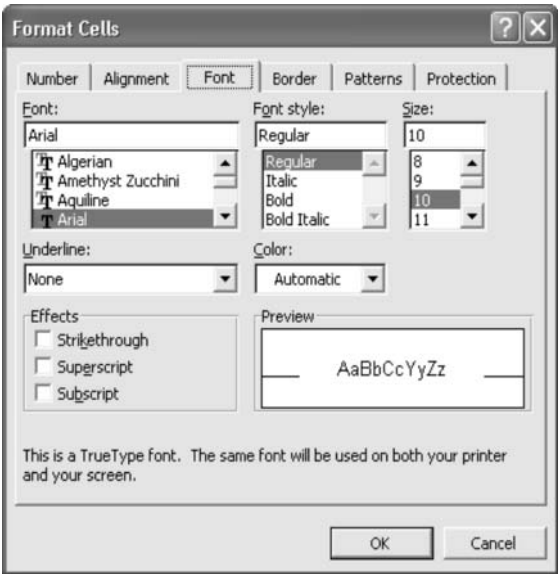 Format Cells
Number Alignment Font Border Patterns Protection
Font: Font style: Size:
Arial Regular 10
Algerian Regular 8
Amethyst Zucchini Italic 9
Aquiline Bold 10
Arial Bold Italic 11
Underline: Color:
None Automatic
Effects Preview
Strikethrough
Superscript AaBbCcYyZz
Subscript
This is a TrueType font.  The same font will be used on both your printer
and your screen.
OK Cancel